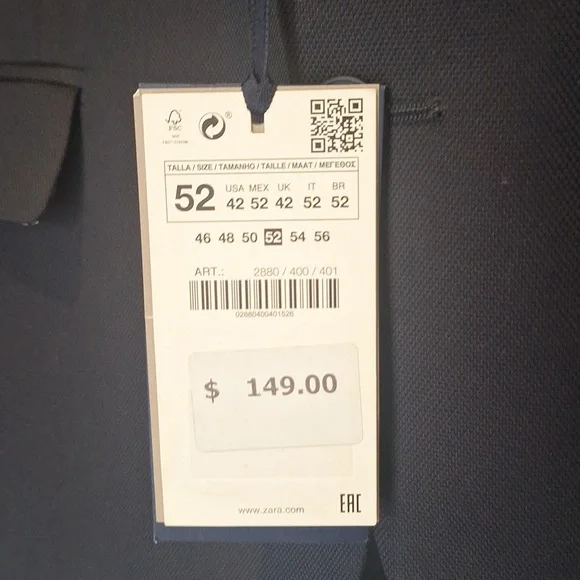 FSC
®
TALLA / SIZE / TAMANHO / TAILLE / MAAT / ΜΕΓΕΘΟΣ
52
USA MEX UK IT BR
42 52 42 52 52
46 48 50 52 54 56
ART.: 2880 / 400 / 401
02880400401526
$ 149.00
www.zara.com
EAC